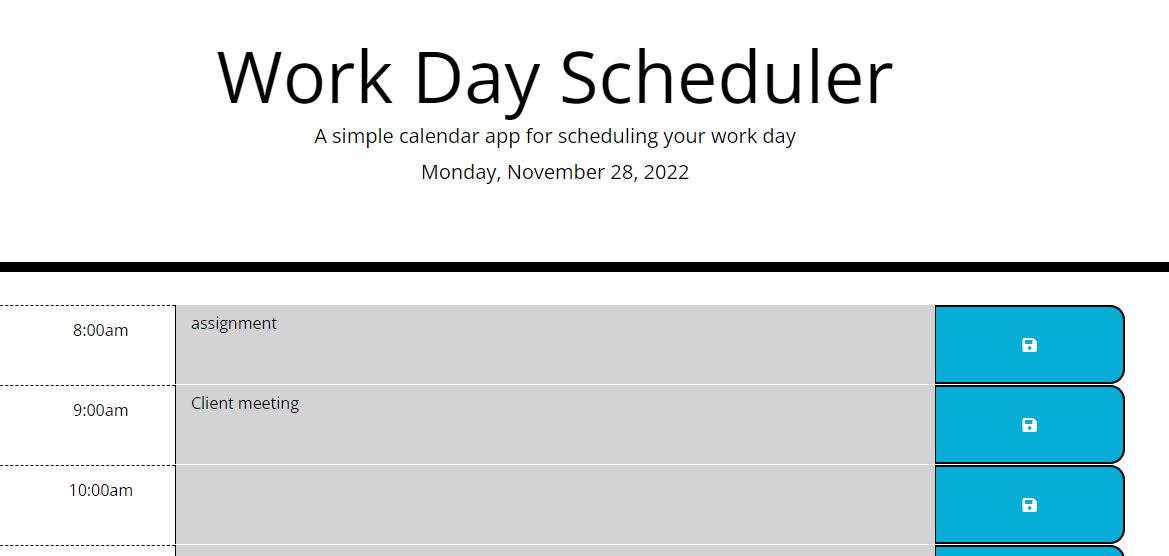 Work Day Scheduler
A simple calendar app for scheduling your work day
Monday, November 28, 2022
8:00am
assignment
9:00am
Client meeting
10:00am